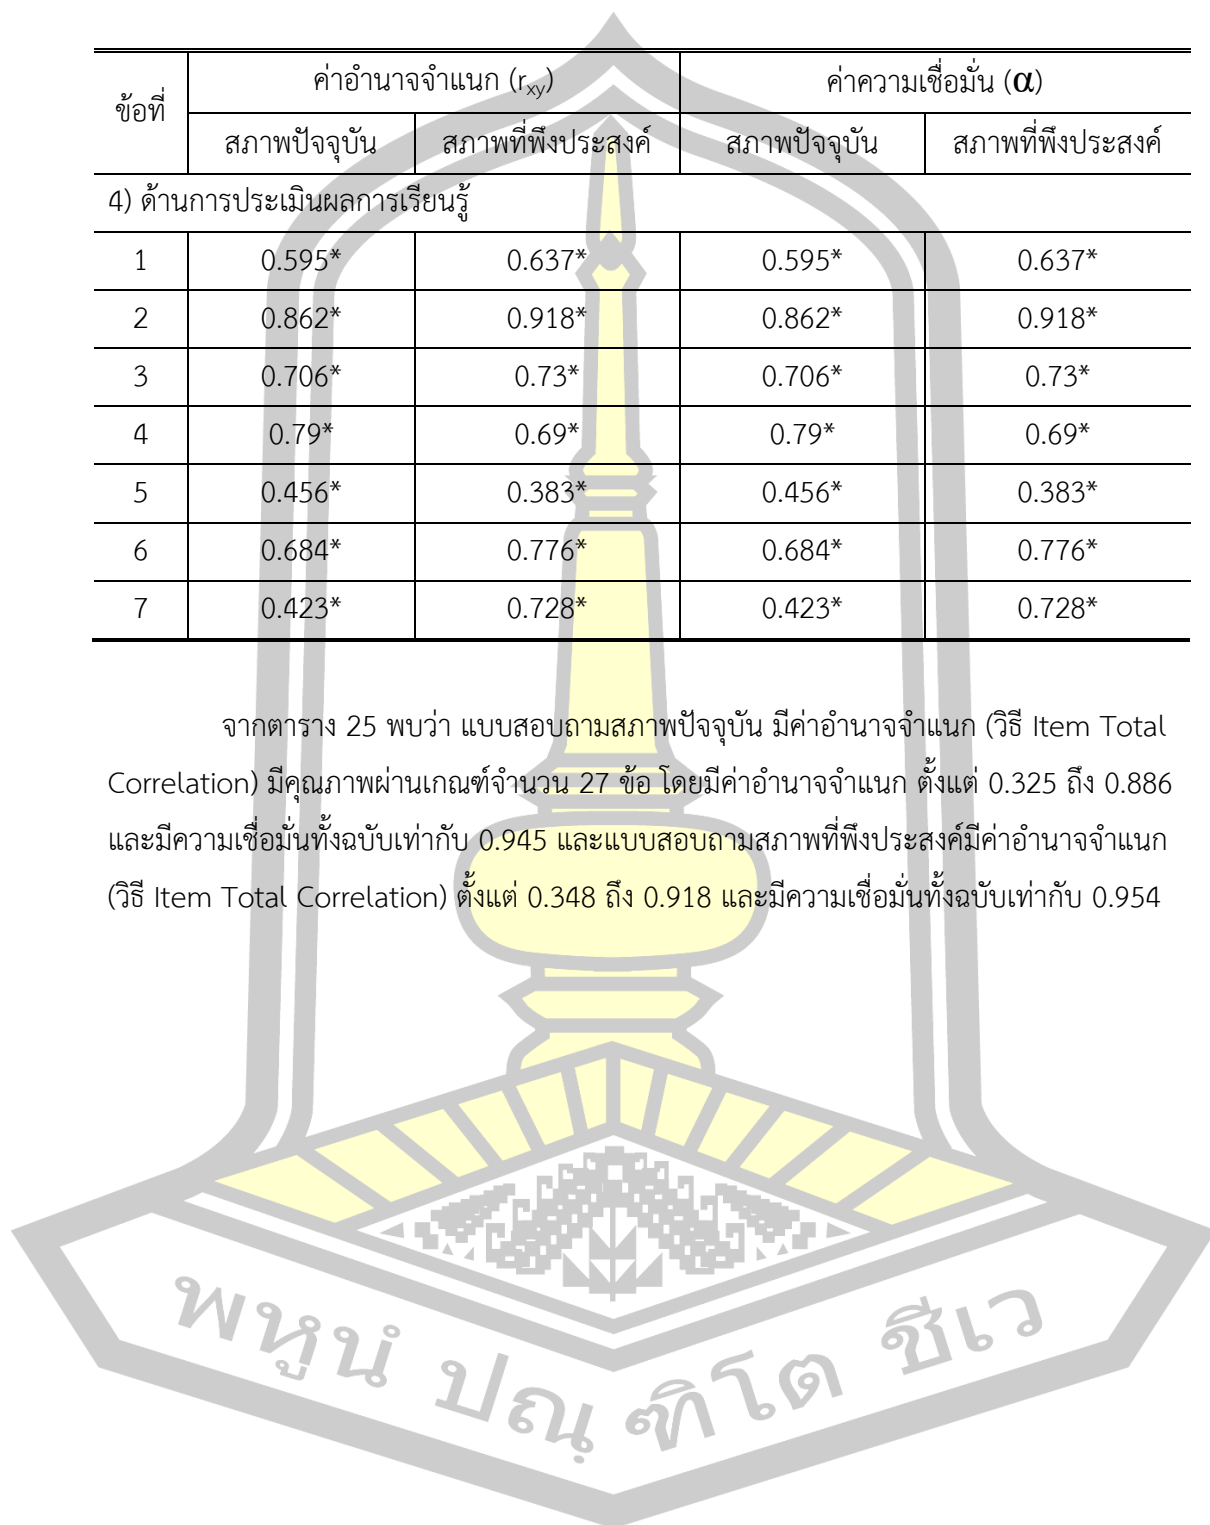 ข้อที่ ค่าอำนาจจำแนก (rxy) ค่าความเชื่อมั่น (α)
สภาพปัจจุบัน สภาพที่พึงประสงค์ สภาพปัจจุบัน สภาพที่พึงประสงค์
4) ด้านการประเมินผลการเรียนรู้
1 0.595* 0.637* 0.595* 0.637*
2 0.862* 0.918* 0.862* 0.918*
3 0.706* 0.73* 0.706* 0.73*
4 0.79* 0.69* 0.79* 0.69*
5 0.456* 0.383* 0.456* 0.383*
6 0.684* 0.776* 0.684* 0.776*
7 0.423* 0.728* 0.423* 0.728*
จากตาราง 25 พบว่า แบบสอบถามสภาพปัจจุบัน มีค่าอำนาจจำแนก (วิธี Item Total
Correlation) มีคุณภาพผ่านเกณฑ์จำนวน 27 ข้อ โดยมีค่าอำนาจจำแนก ตั้งแต่ 0.325 ถึง 0.886
และมีความเชื่อมั่นทั้งฉบับเท่ากับ 0.945 และแบบสอบถามสภาพที่พึงประสงค์มีค่าอำนาจจำแนก
(วิธี Item Total Correlation) ตั้งแต่ 0.348 ถึง 0.918 และมีความเชื่อมั่นทั้งฉบับเท่ากับ 0.954
พหูนํ ปณฺฑิโต ชีเว